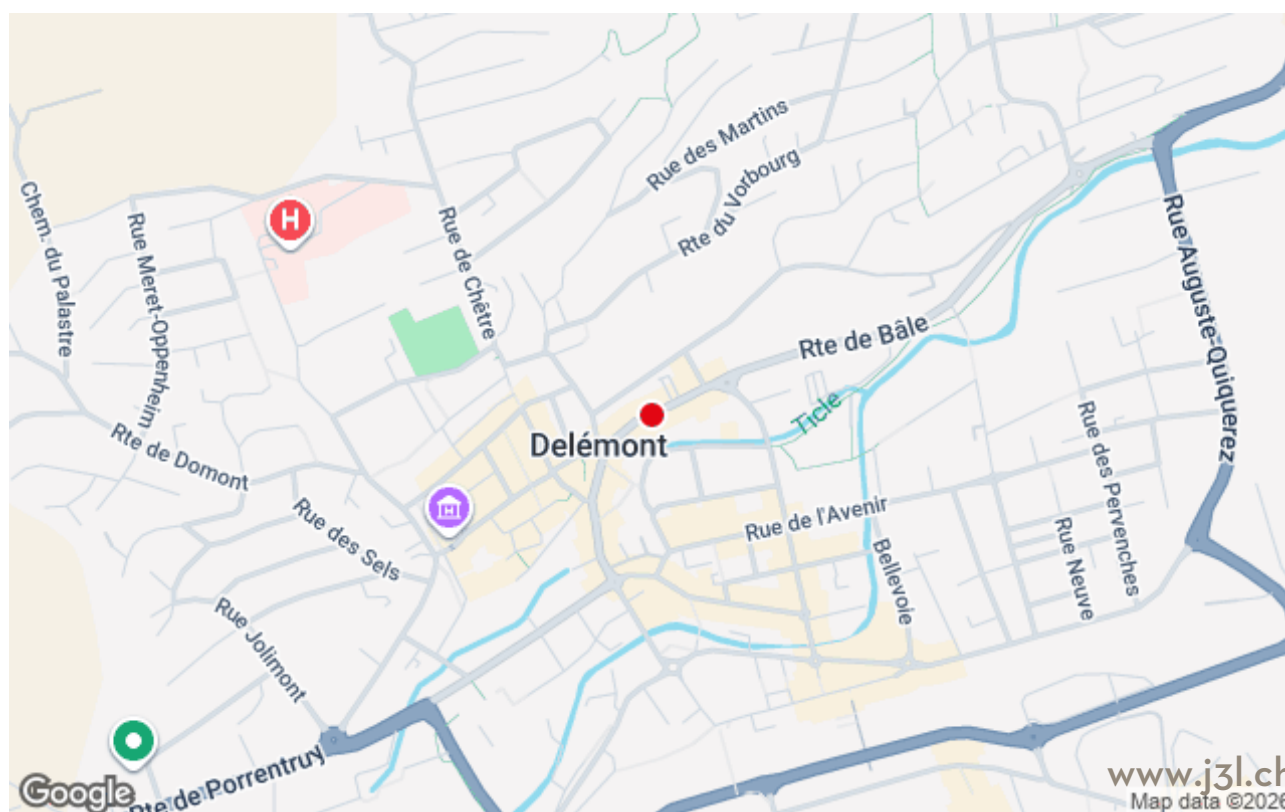 Rue des Martins
Rte du Vorbourg
Rue Auguste-Quiquerez
Chem. du Palastre
Rue Meret-Oppenheim
H
Rue de Chêtre
Rte de Bâle
Ticle
Delémont
Rte de Domont
Rue des Sels
Rue de l'Avenir
Bellevoie
Rue des Pervenches
Rue Neuve
Rue Jolimont
Rte de Porrentruy
Google
www.j3l.ch
Map data ©2026